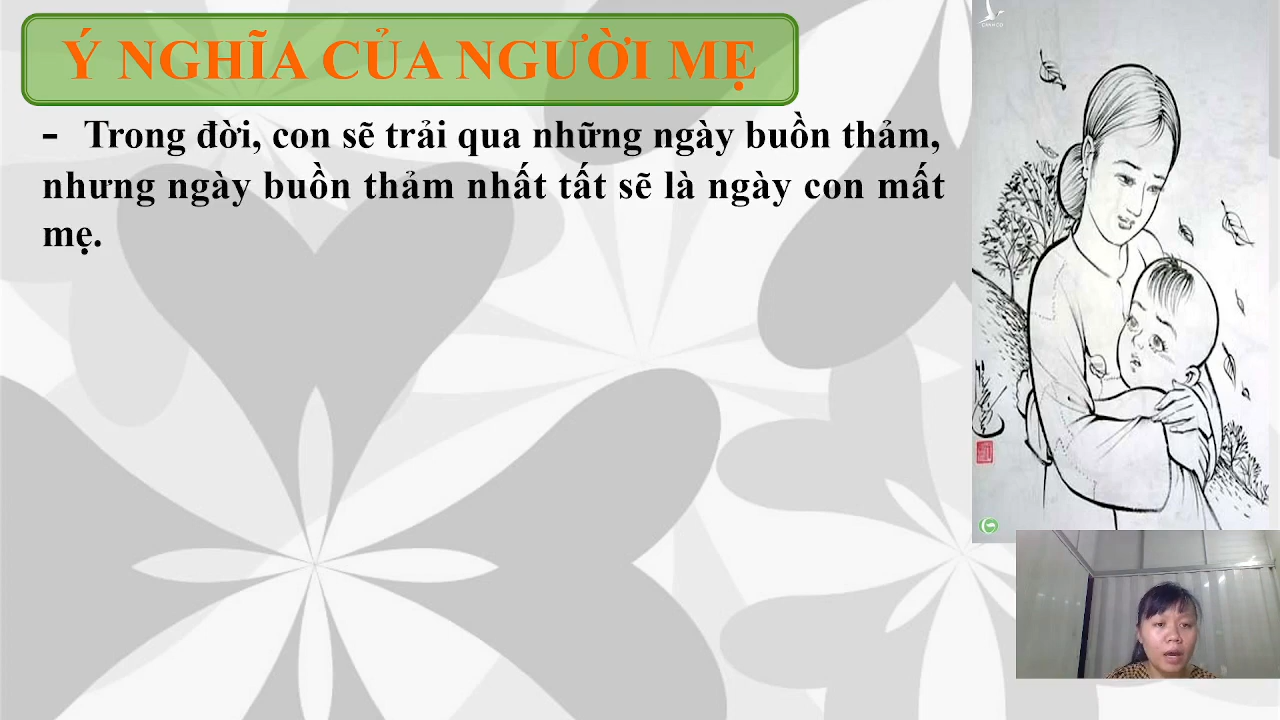 Ý NGHĨA CỦA NGƯỜI MẸ
- Trong đời, con sẽ trải qua những ngày buồn thảm,
nhưng ngày buồn thảm nhất tất sẽ là ngày con mất
mẹ.